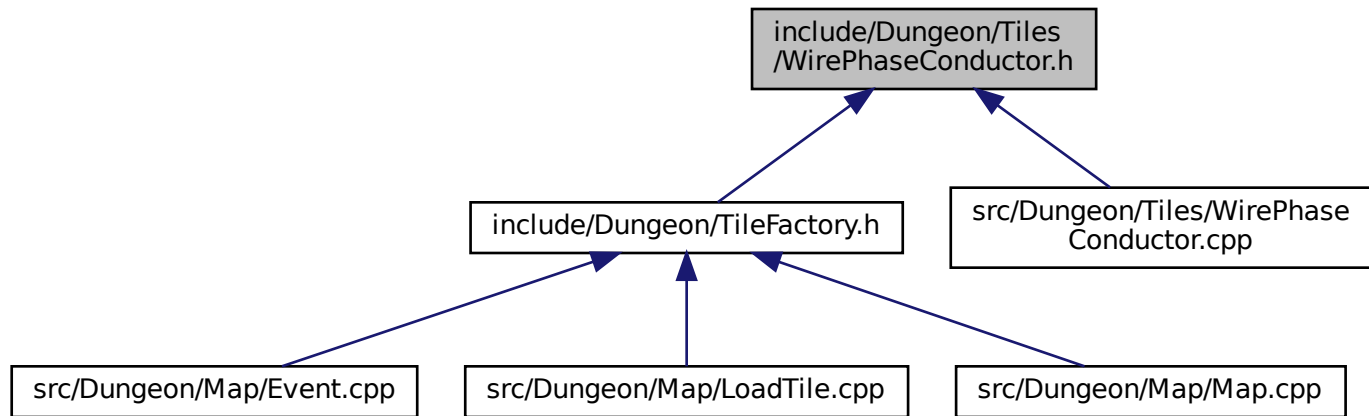 include/Dungeon/Tiles
/WirePhaseConductor.h
include/Dungeon/TileFactory.h
src/Dungeon/Tiles/WirePhase
Conductor.cpp
src/Dungeon/Map/Event.cpp
src/Dungeon/Map/LoadTile.cpp
src/Dungeon/Map/Map.cpp